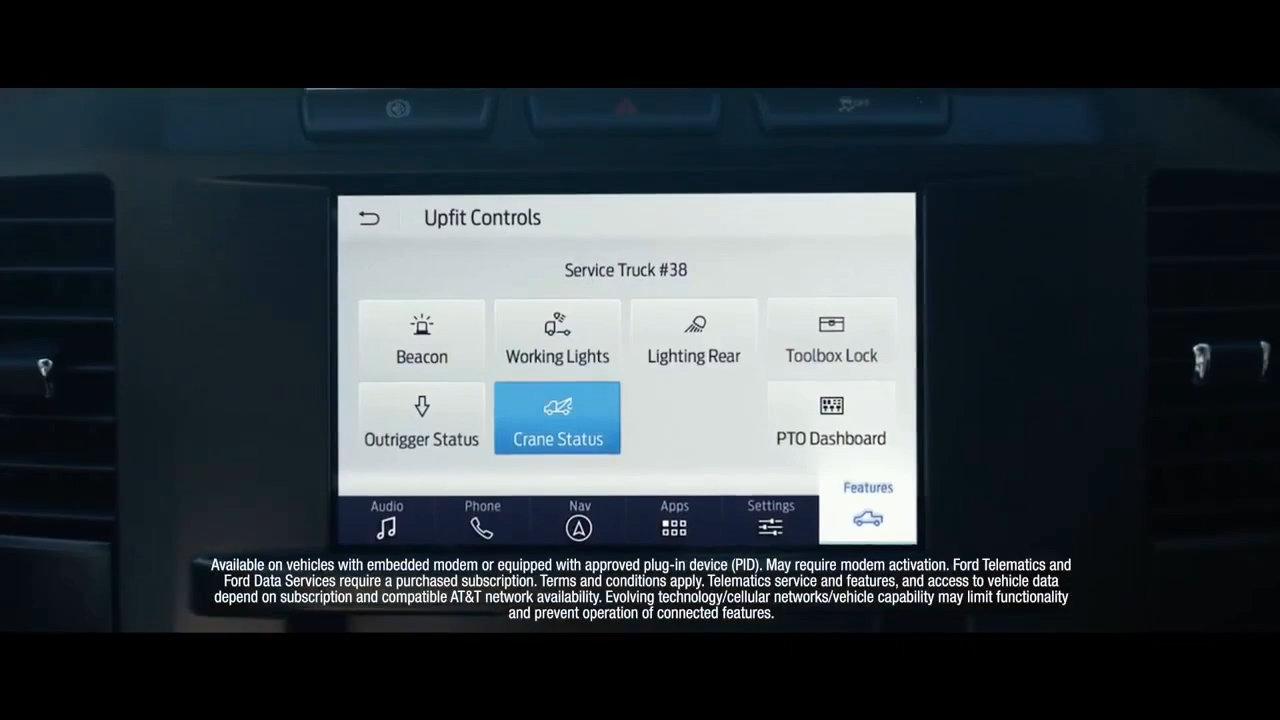 Upfit Controls
Service Truck #38
Beacon
Working Lights
Lighting Rear
Toolbox Lock
Outrigger Status
Crane Status
PTO Dashboard
Audio
Phone
Nav
Apps
Settings
Features
Available on vehicles with embedded modem or equipped with approved plug-in device (PID). May require modem activation. Ford Telematics and
Ford Data Services require a purchased subscription. Terms and conditions apply. Telematics service and features, and access to vehicle data
depend on subscription and compatible AT&T network availability. Evolving technology/cellular networks/vehicle capability may limit functionality
and prevent operation of connected features.